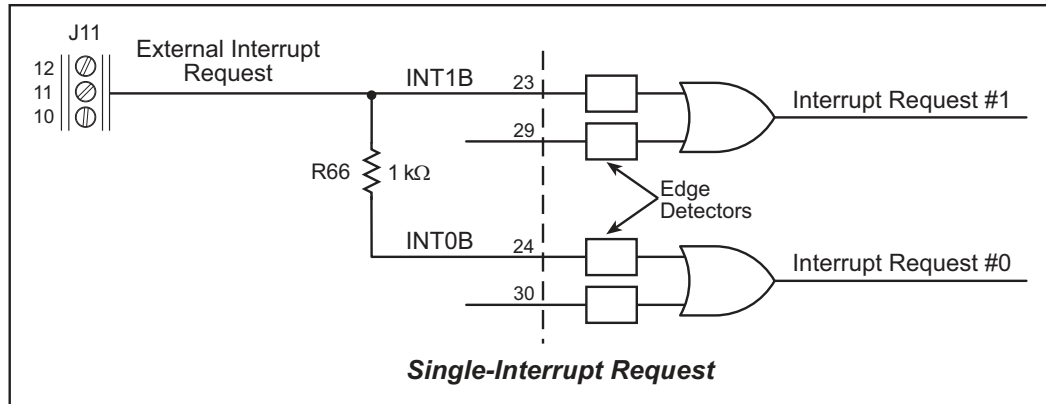 J11
12
11
10
External Interrupt
Request
INT1B
23
29
Interrupt Request #1
R66
1 kΩ
Edge
Detectors
INT0B
24
30
Interrupt Request #0
Single-Interrupt Request